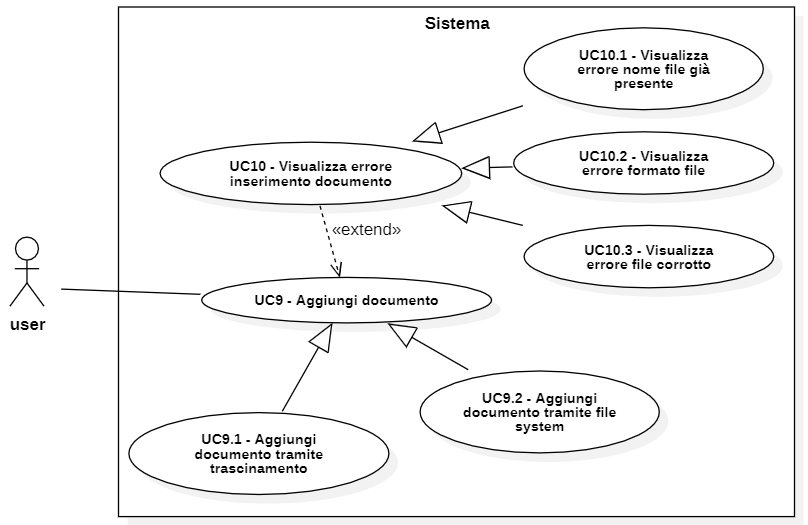 Sistema
UC10.1 - Visualizza
errore nome file già
presente
UC10 - Visualizza errore
inserimento documento
UC10.2 - Visualizza
errore formato file
«extend»
UC10.3 - Visualizza
errore file corrotto
user
UC9 - Aggiungi documento
UC9.1 - Aggiungi
documento tramite
trascinamento
UC9.2 - Aggiungi
documento tramite file
system